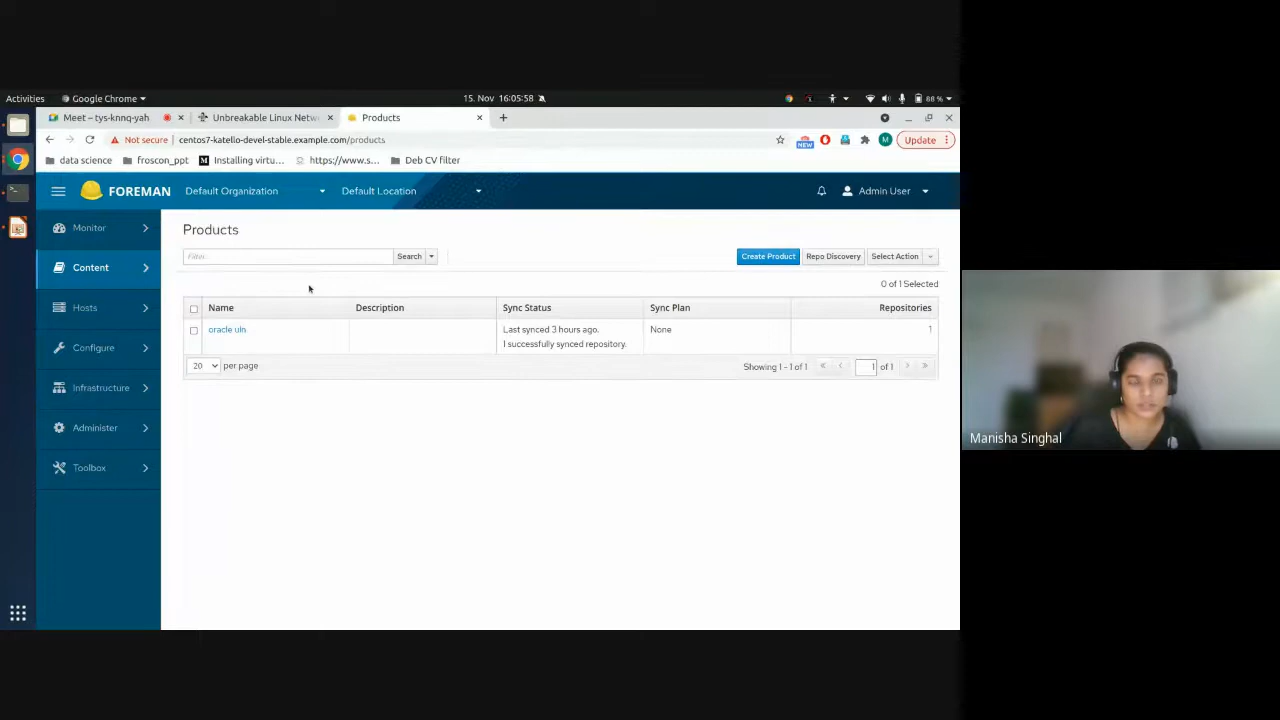 Activities
Google Chrome
15. Nov 16:05:58
88 %
Meet – tys-knnq-yah
Unbreakable Linux Netw
Products
Not secure
centos7-katello-devel-stable.example.com/products
NEW
M
Update
data science
froscon_ppt
Installing virtu...
https://www.s...
Deb CV filter
FOREMAN
Default Organization
Default Location
Admin User
Monitor
Content
Hosts
Configure
Infrastructure
Administer
Toolbox
Products
Filter...
Search
Create Product
Repo Discovery
Select Action
0 of 1 Selected
Name
Description
Sync Status
Sync Plan
Repositories
oracle uln
Last synced 3 hours ago.
1 successfully synced repository.
None
1
20
per page
Showing 1 - 1 of 1
1
of 1
Manisha Singhal